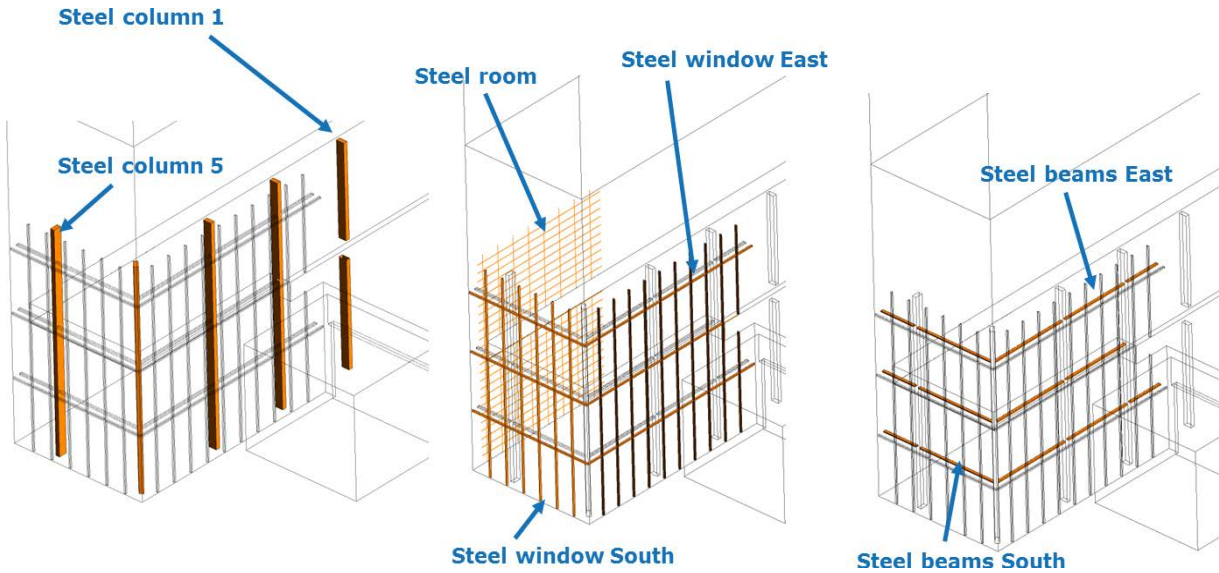 Steel column 1
Steel column 5
Steel room
Steel window East
Steel window South
Steel beams East
Steel beams South